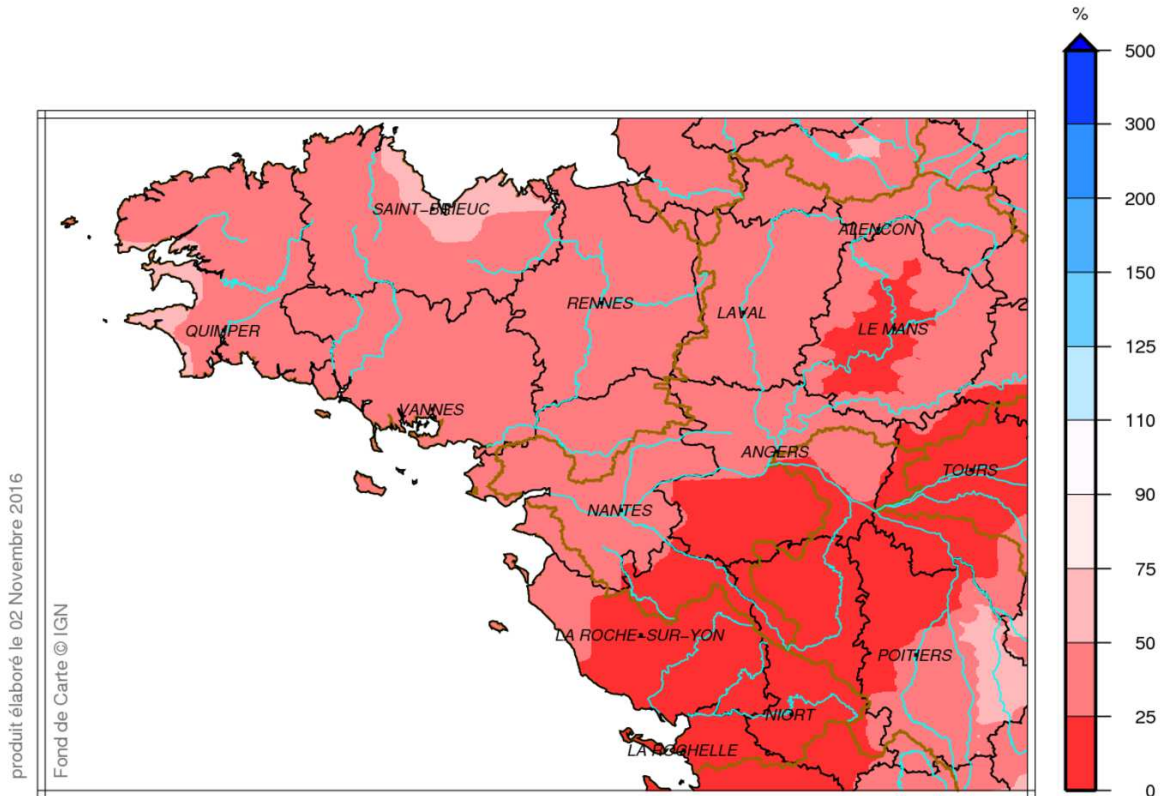 %
500
300
200
150
125
110
90
75
50
25
0
SAINT-BRIEUC
ALENCON
RENNES
LAVAL
QUIMPER
LE MANS
VANNES
ANGERS
TOURS
NANTES
LA ROCHE-SUR-YON
POITIERS
NIORT
LA ROCHELLE
produit élaboré le 02 Novembre 2016
Fond de Carte © IGN